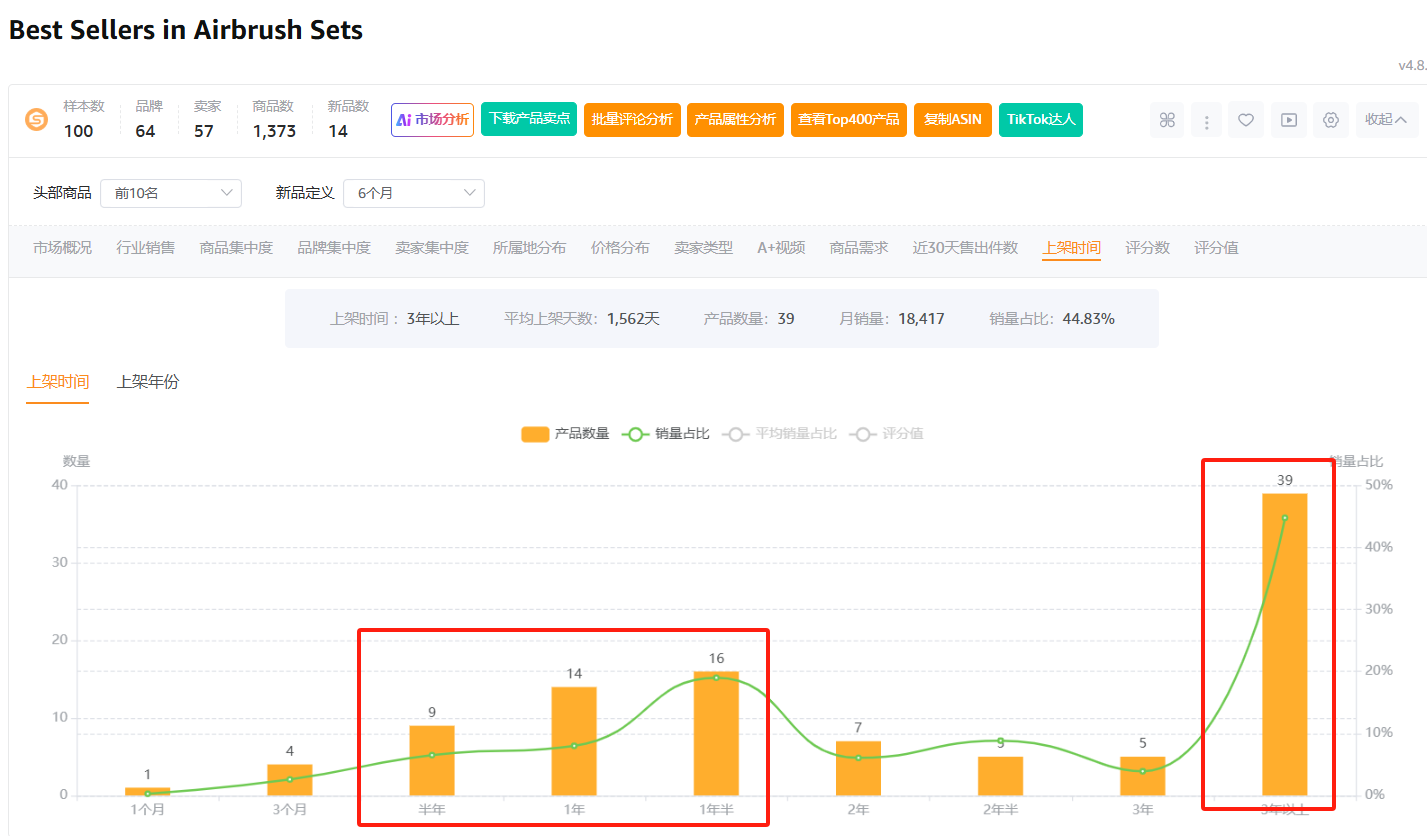 Best Sellers in Airbrush Sets
v4.8.
样本数 品牌 卖家 商品数 新品数
100 64 57 1,373 14
Ai 市场分析 下载产品卖点 批量评论分析 产品属性分析 查看Top400产品 复制ASIN TikTok达人
收起
头部商品 前10名 新品定义 6个月
市场概况 行业销售 商品集中度 品牌集中度 卖家集中度 所属地分布 价格分布 卖家类型 A+视频 商品需求 近30天售出件数 上架时间 评分数 评分值
上架时间： 3年以上 平均上架天数： 1,562天 产品数量： 39 月销量： 18,417 销量占比： 44.83%
上架时间 上架年份
产品数量 销量占比 平均销量占比 评分值
数量 销量占比
40 39 50%
40%
30
30%
20
16 20%
14
9
10 7 10%
4 5 5
1
0 0%
1个月 3个月 半年 1年 1年半 2年 2年半 3年 3年以上